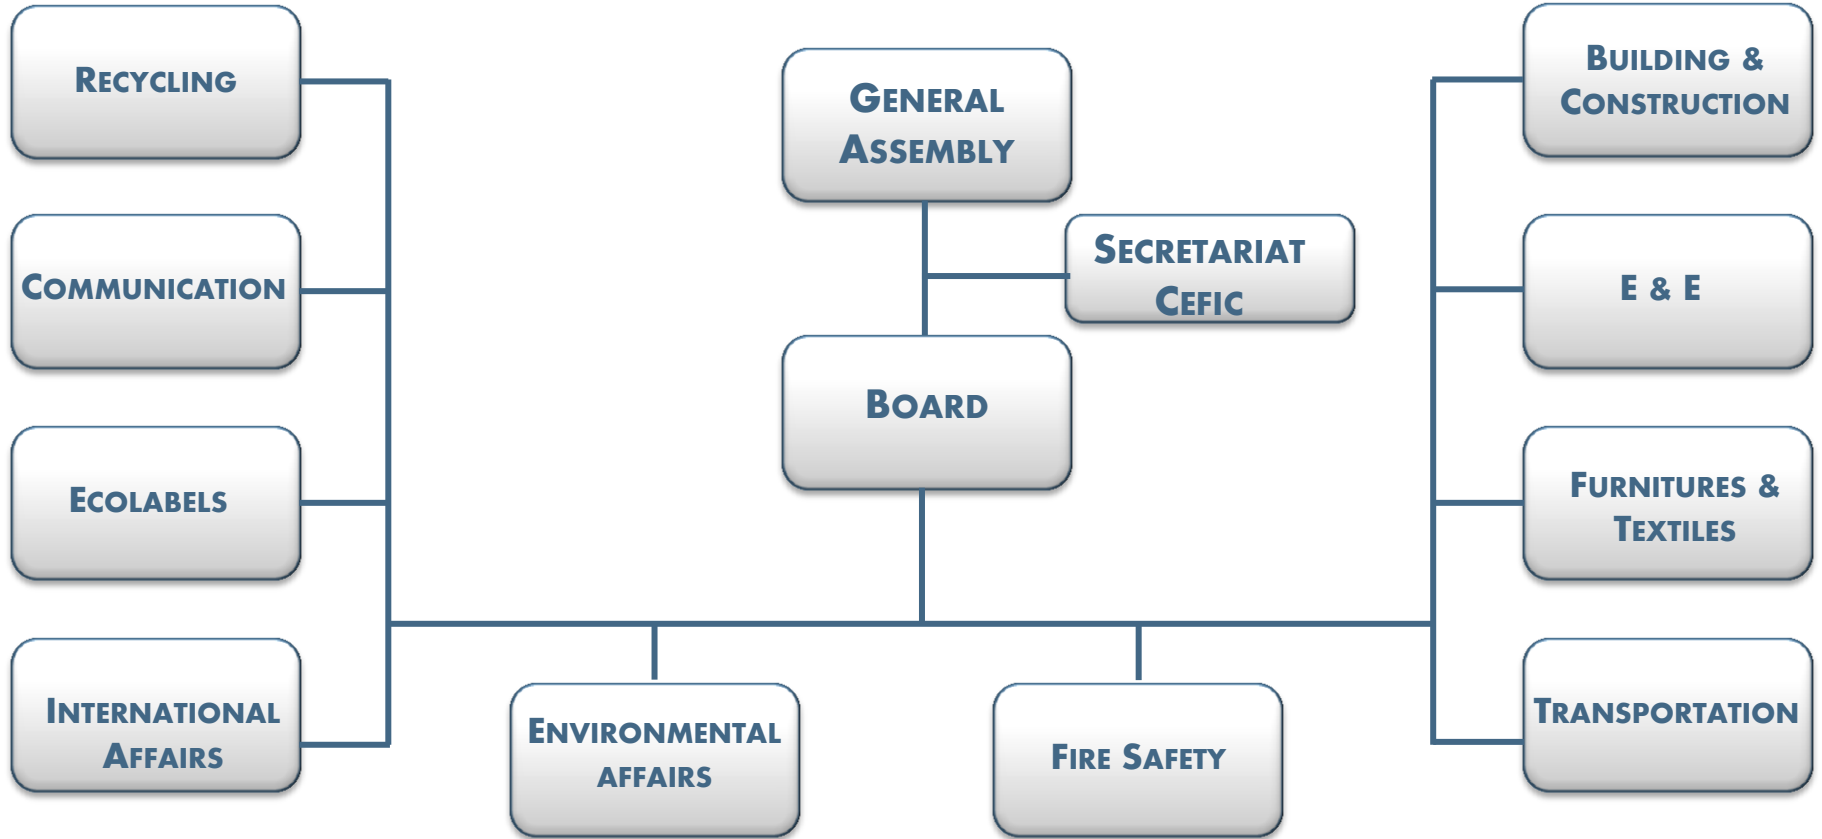 RECYCLING
COMMUNICATION
ECOLABELS
INTERNATIONAL
AFFAIRS
GENERAL
ASSEMBLY
SECRETARIAT
CEFIC
BOARD
ENVIRONMENTAL
AFFAIRS
FIRE SAFETY
BUILDING &
CONSTRUCTION
E & E
FURNITURES &
TEXTILES
TRANSPORTATION